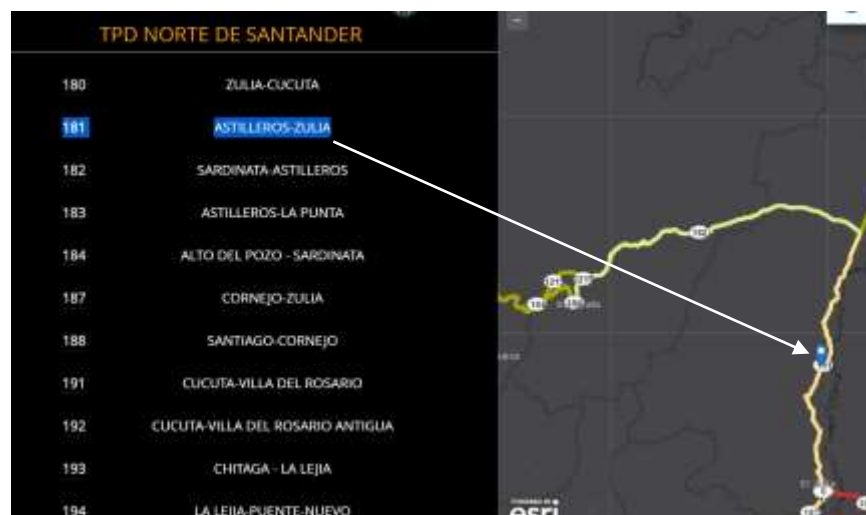 TPD NORTE DE SANTANDER
180 ZULIA-CUCUTA
181 ASTILLEROS-ZULIA
182 SARDINATA-ASTILLEROS
183 ASTILLEROS-LA PUNTA
184 ALTO DEL POZO - SARDINATA
187 CORNEJO-ZULIA
188 SANTIAGO-CORNEJO
191 CUCUTA-VILLA DEL ROSARIO
192 CUCUTA-VILLA DEL ROSARIO ANTIGUA
193 CHITAGA - LA LEJIA
194 LA LEJIA-PUENTE-NUEVO
182
esri